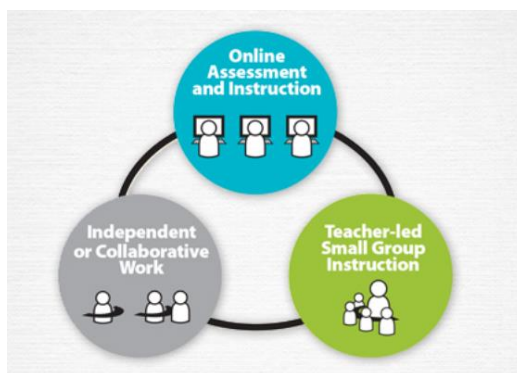 Online
Assessment
and Instruction
Independent
or Collaborative
Work
Teacher-led
Small Group
Instruction